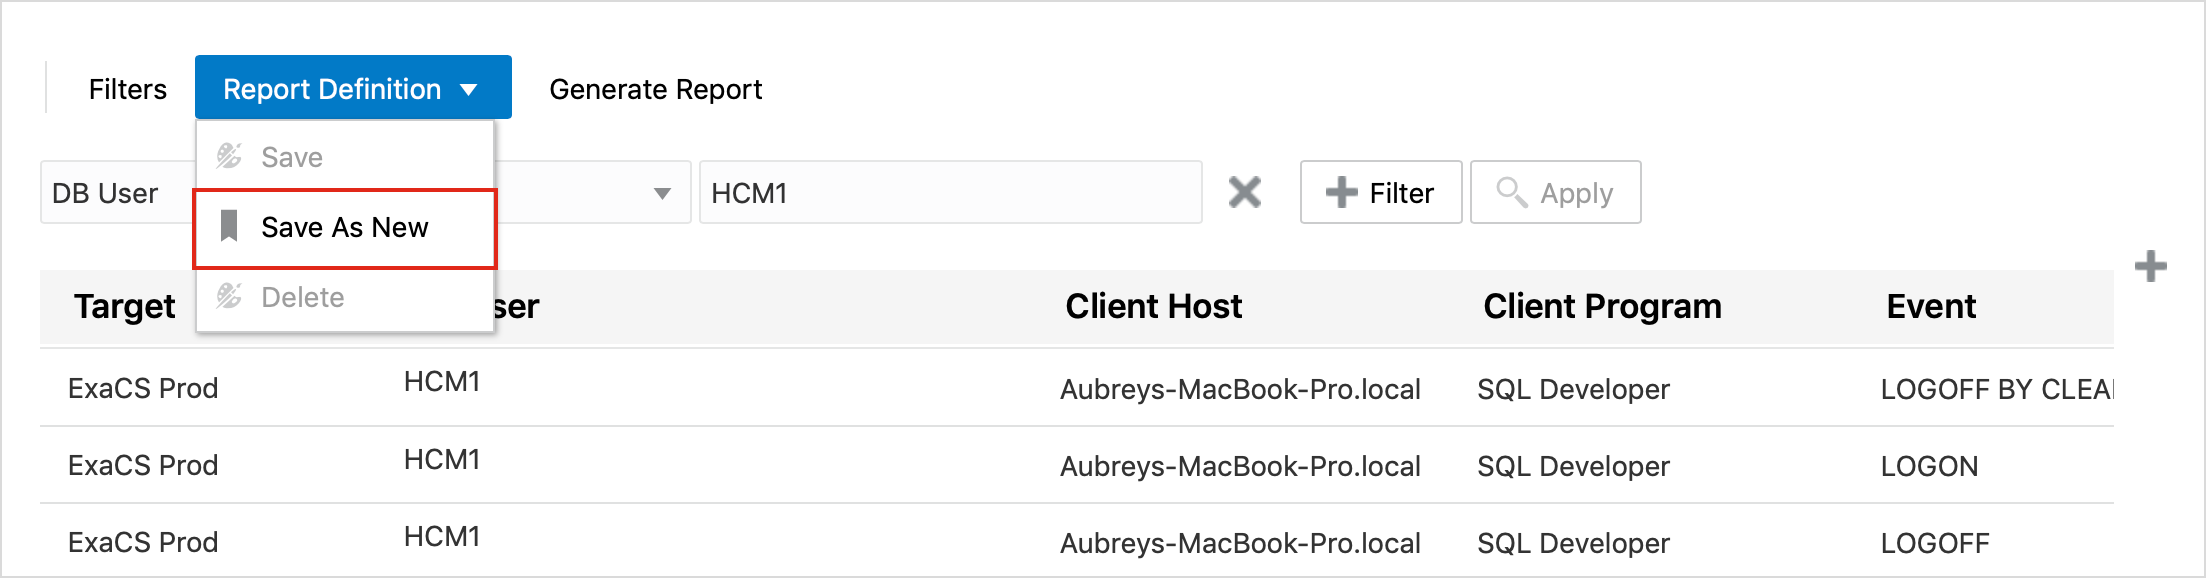 Filters Report Definition Generate Report
Save
DB User HCM1 Filter Apply
Save As New
Delete
Target ser Client Host Client Program Event
ExaCS Prod HCM1 Aubreys-MacBook-Pro.local SQL Developer LOGOFF BY CLEA
ExaCS Prod HCM1 Aubreys-MacBook-Pro.local SQL Developer LOGON
ExaCS Prod HCM1 Aubreys-MacBook-Pro.local SQL Developer LOGOFF